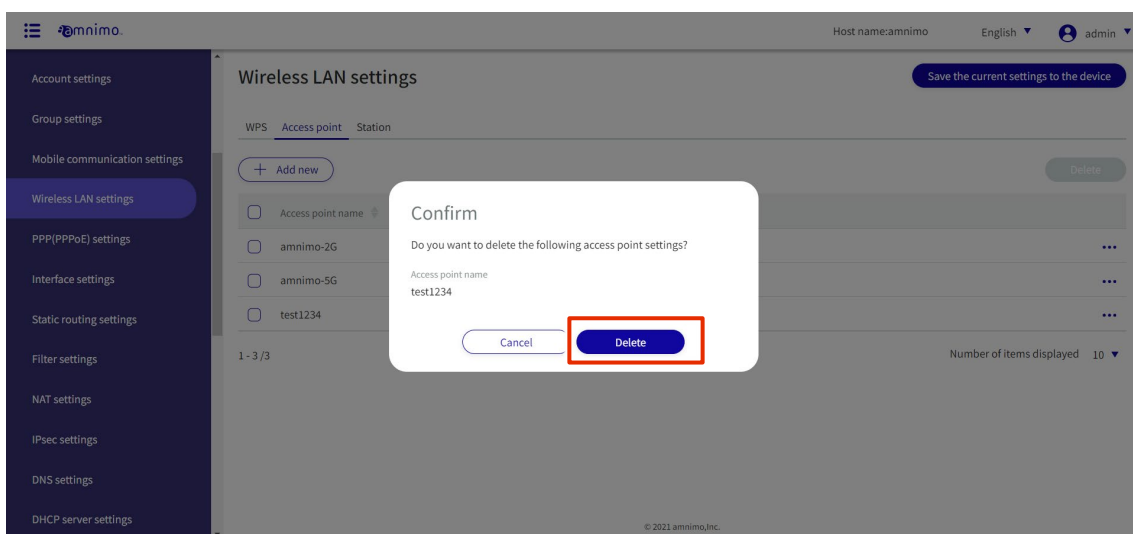 amnimo.
Host name:amnimo
English
admin
Account settings
Group settings
Mobile communication settings
Wireless LAN settings
PPP(PPPoE) settings
Interface settings
Static routing settings
Filter settings
NAT settings
IPsec settings
DNS settings
DHCP server settings
Wireless LAN settings
Save the current settings to the device
WPS Access point Station
+ Add new
Delete
Access point name
amnimo-2G
amnimo-5G
test1234
1 - 3 /3
Number of items displayed 10
Confirm
Do you want to delete the following access point settings?
Access point name
test1234
Cancel
Delete
© 2021 amnimo,Inc.